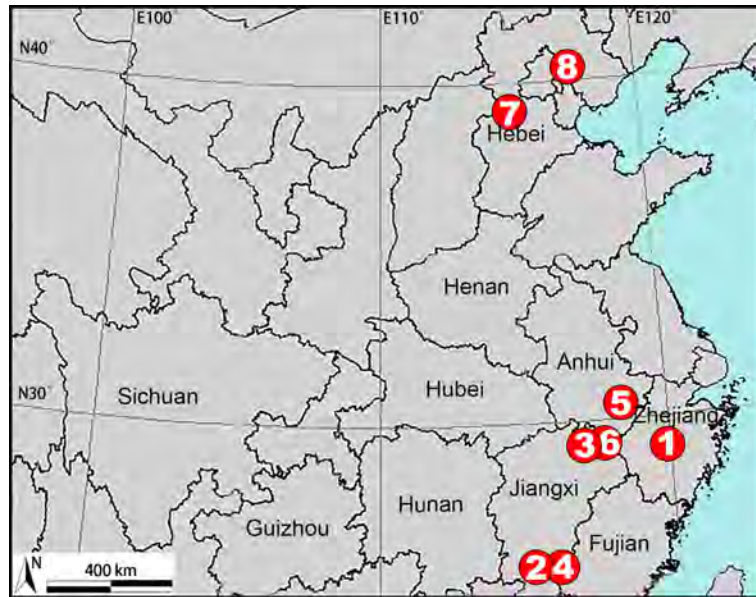 E100°
E110°
E120°
N40°
8
7
Hebei
Henan
Anhui
N30°
Sichuan
Hubei
5
Zhejiang
3
6
1
Jiangxi
Hunan
Guizhou
Fujian
2
4
N
400 km